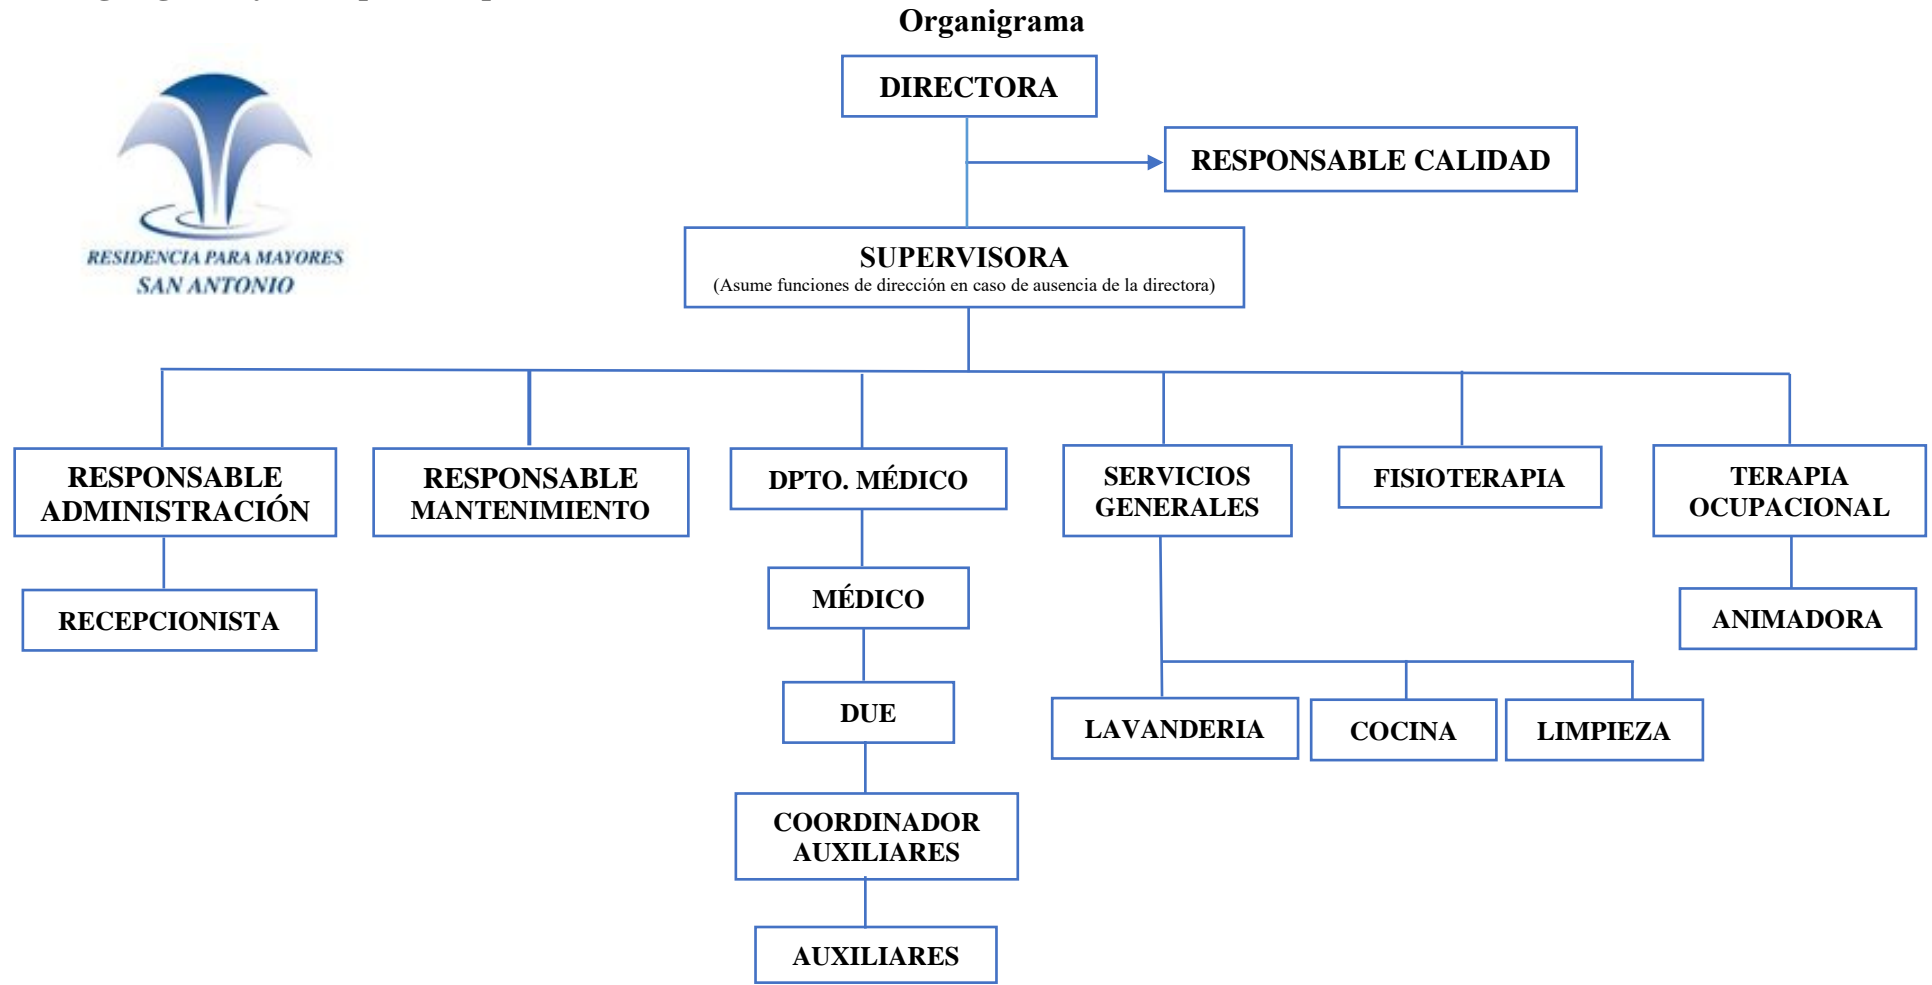 Organigrama
DIRECTORA
RESPONSABLE CALIDAD
RESIDENCIA PARA MAYORES
SAN ANTONIO
SUPERVISORA
(Asume funciones de dirección en caso de ausencia de la directora)
RESPONSABLE
ADMINISTRACIÓN
RESPONSABLE
MANTENIMIENTO
DPTO. MÉDICO
SERVICIOS
GENERALES
FISIOTERAPIA
TERAPIA
OCUPACIONAL
RECEPCIONISTA
MÉDICO
ANIMADORA
DUE
LAVANDERIA
COCINA
LIMPIEZA
COORDINADOR
AUXILIARES
AUXILIARES